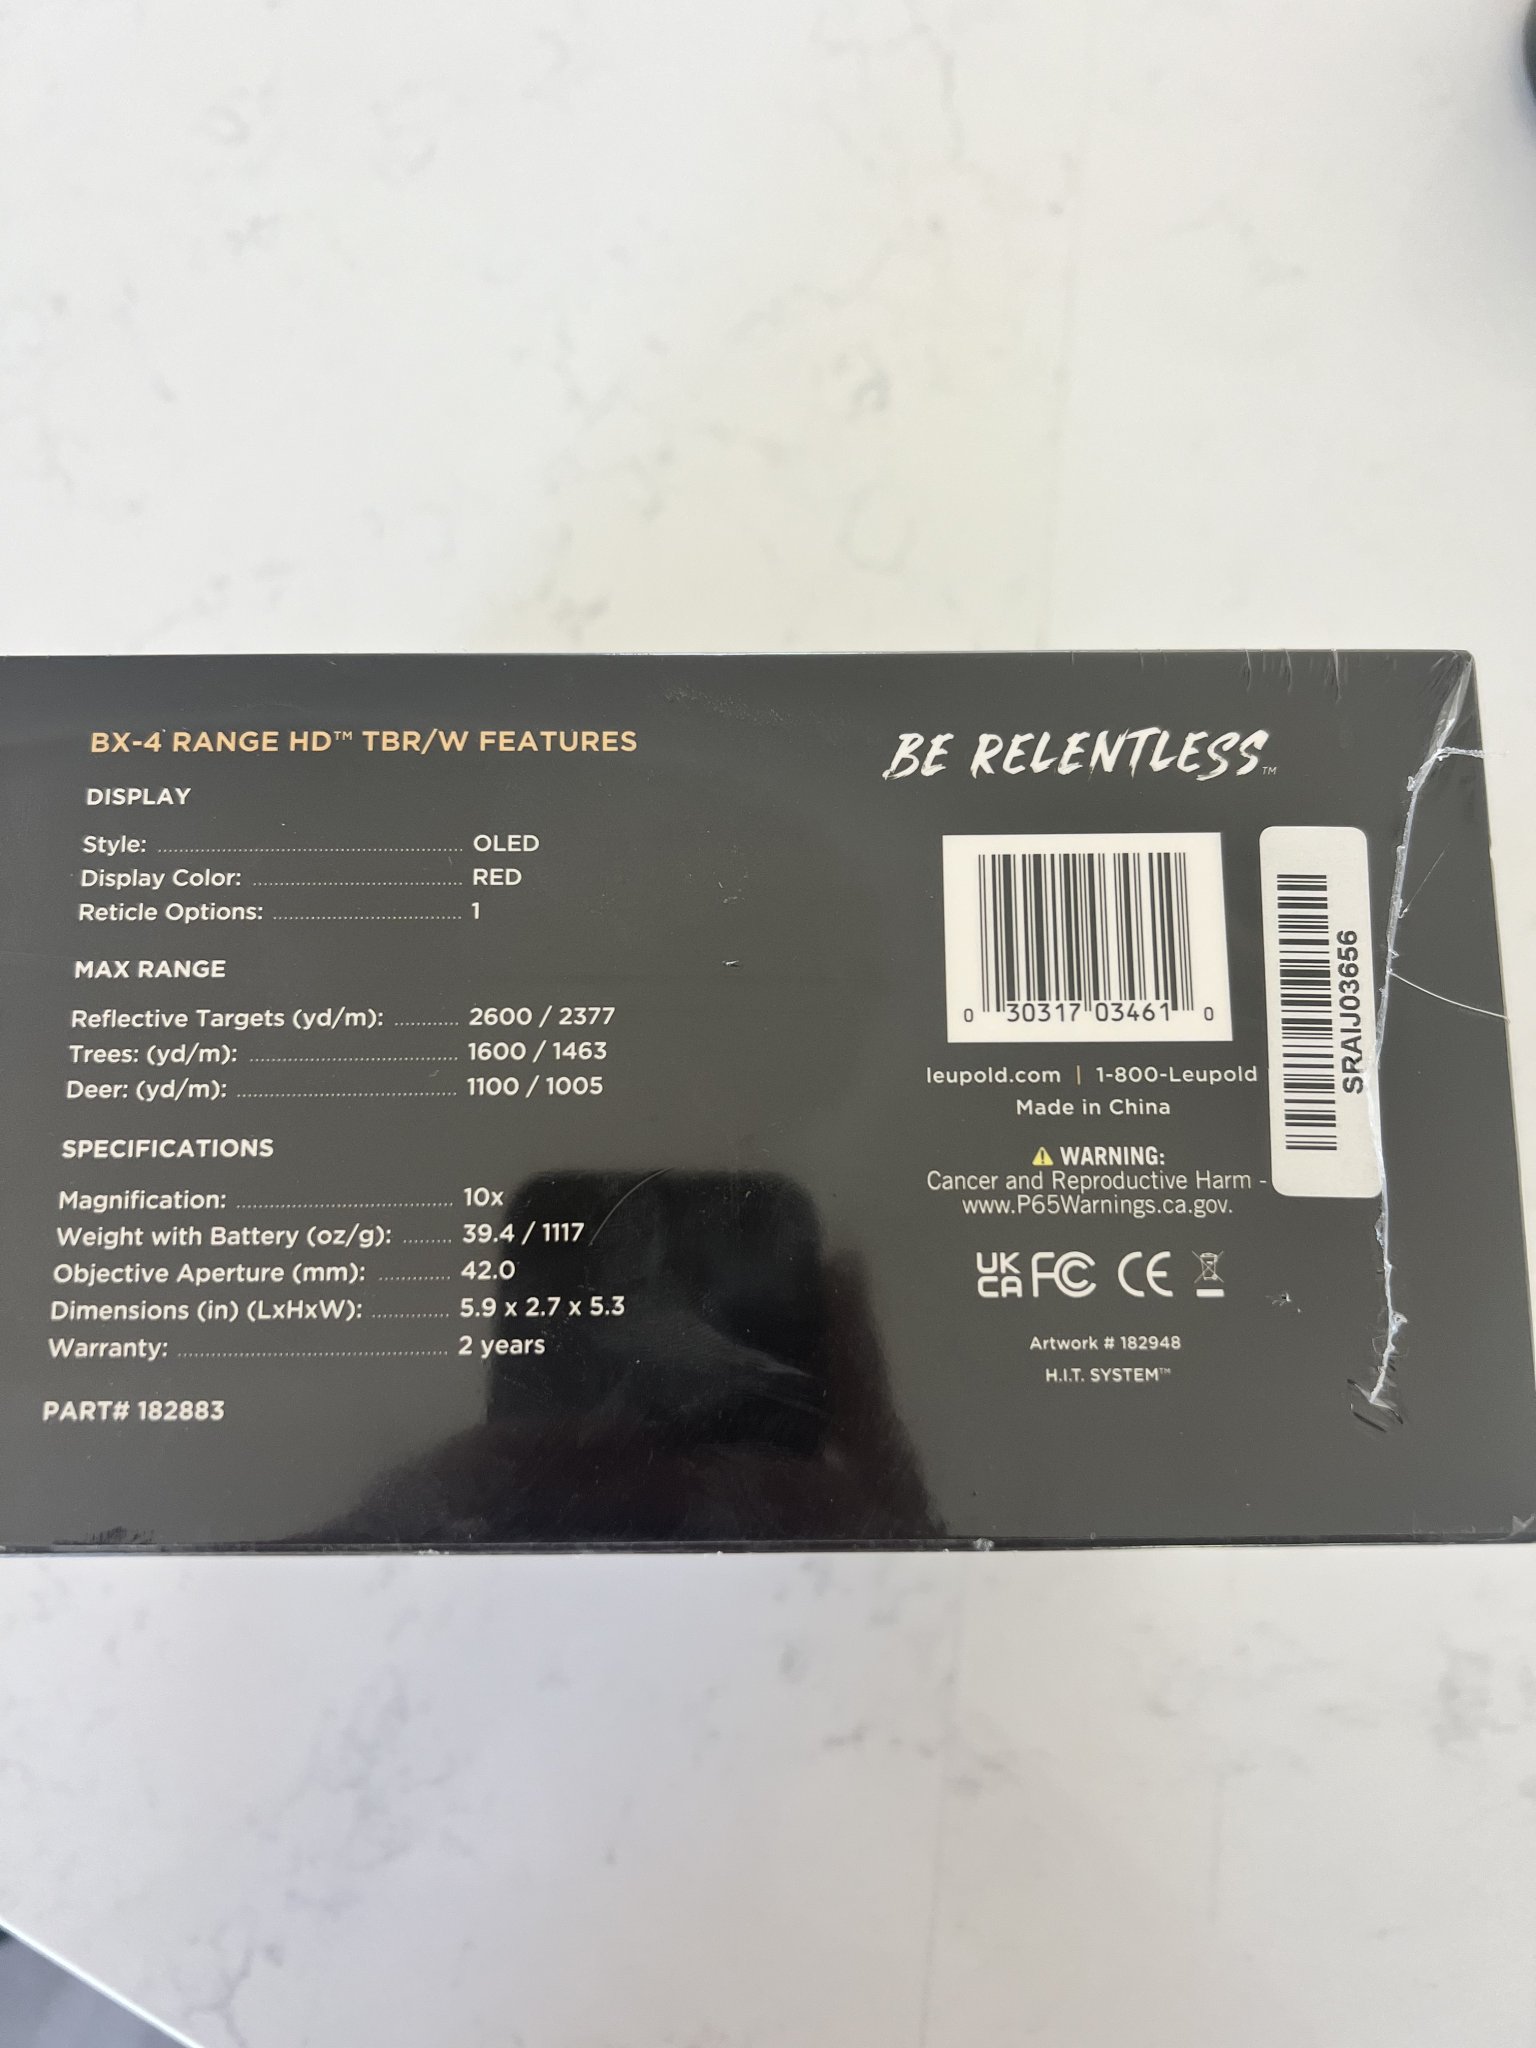 BX-4 RANGE HD™ TBR/W FEATURES
DISPLAY
Style: ........................ OLED
Display Color: ........................ RED
Reticle Options: ........................ 1
MAX RANGE
Reflective Targets (yd/m): ............ 2600 / 2377
Trees: (yd/m): ........................ 1600 / 1463
Deer: (yd/m): ........................ 1100 / 1005
SPECIFICATIONS
Magnification: ........................ 10x
Weight with Battery (oz/g): ......... 39.4 / 1117
Objective Aperture (mm): ............. 42.0
Dimensions (in) (LxHxW): .............. 5.9 x 2.7 x 5.3
Warranty: ........................ 2 years
PART# 182883
BE RELENTLESS™
0 30317 03461 0
leupold.com | 1-800-Leupold
Made in China
⚠ WARNING:
Cancer and Reproductive Harm -
www.P65Warnings.ca.gov.
UK
CA FC CE
Artwork # 182948
H.I.T. SYSTEM™
SRAIJ03656